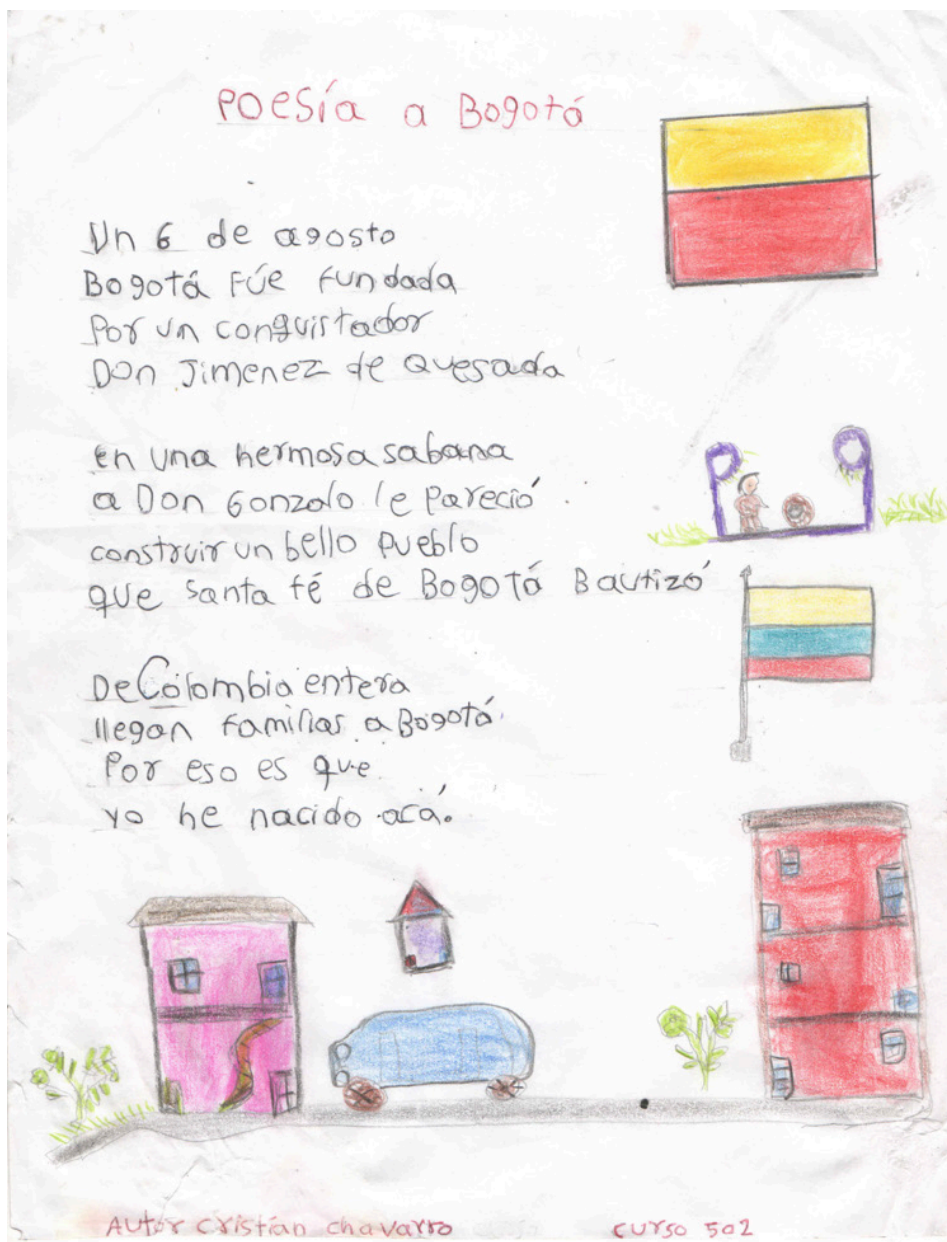 Poesía a Bogotá
Un 6 de agosto
Bogotá Fúe fundada
Por un conquistador
Don Jimenez de Quesada
en una hermosa sabana
a Don Gonzalo le Pareció.
construir un bello Pueblo
que Santa fé de Bogotá Bautizó
De Colombia entera
llegan familias a Bogotá.
Por eso es que
yo he nacido acá.
Autor Cristian Chavarro curso 502